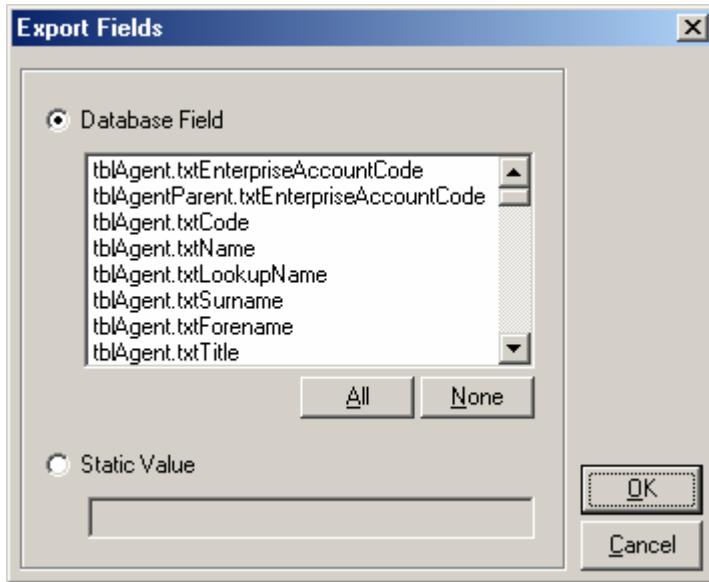 Export Fields
Database Field
tblAgent.txtEnterpriseAccountCode
tblAgentParent.txtEnterpriseAccountCode
tblAgent.txtCode
tblAgent.txtName
tblAgent.txtLookupName
tblAgent.txtSurname
tblAgent.txtForename
tblAgent.txtTitle
All None
Static Value
OK
Cancel